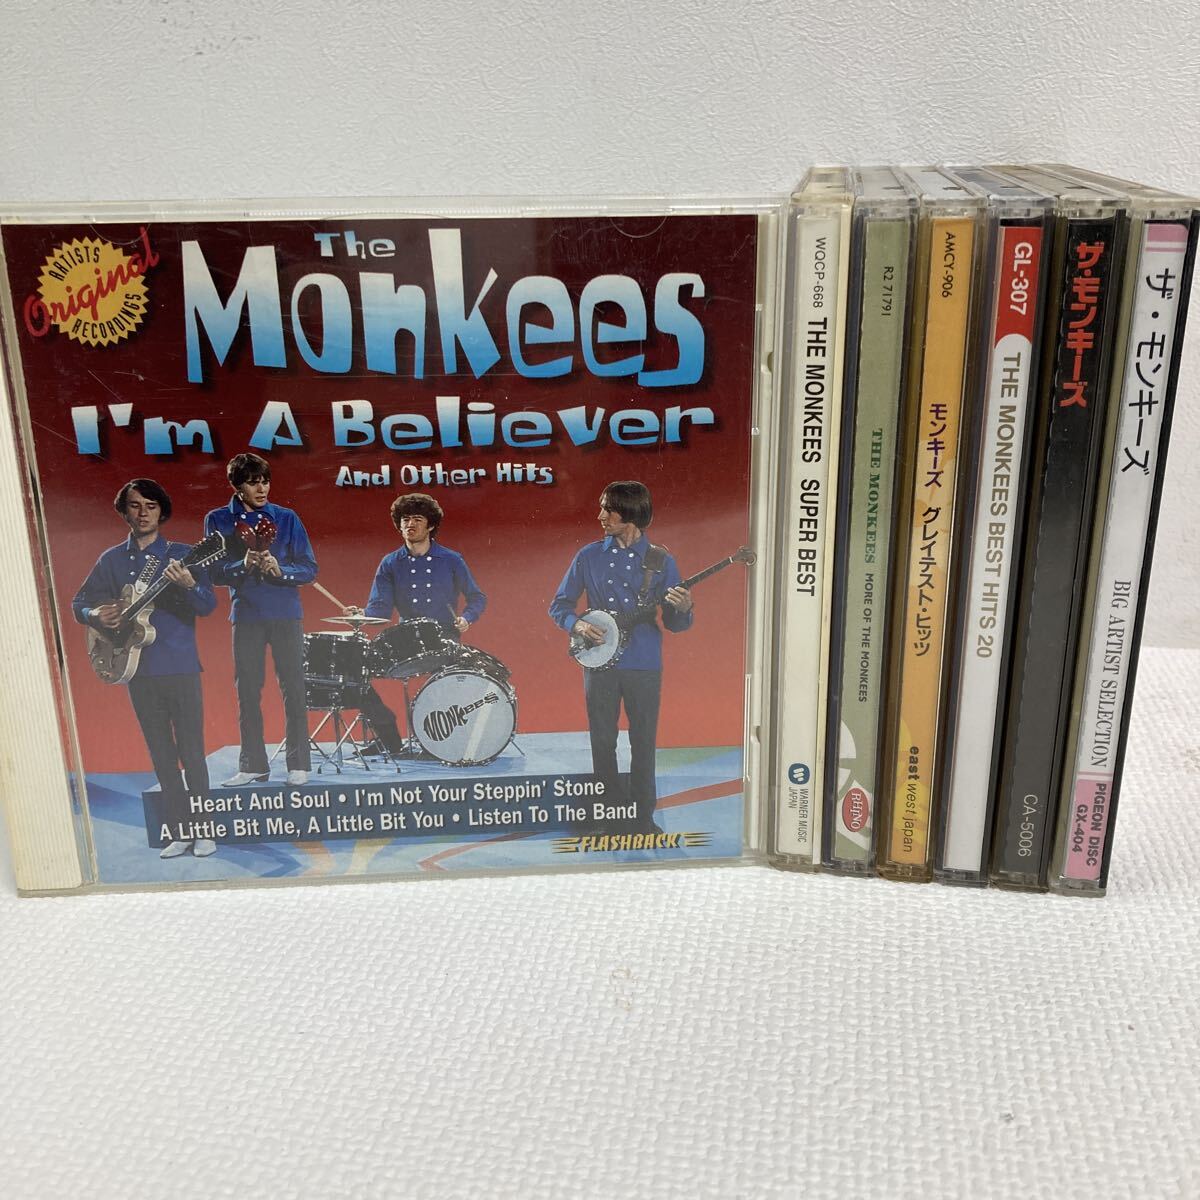 ARTISTS
Original
RECORDINGS
The
Monkees
I'm A Believer
And Other Hits
MONKEES
Heart And Soul • I'm Not Your Steppin' Stone
A Little Bit Me, A Little Bit You • Listen To The Band
FLASHBACK
WQCP-668 THE MONKEES SUPER BEST
WARNER MUSIC
JAPAN
R2 71791 THE MONKEES MORE OF THE MONKEES
RHINO
AMCY-906 モンキーズ グレイテスト・ヒッツ
east west japan
GL-307 THE MONKEES BEST HITS 20
ザ・モンキーズ
CA-5006
ザ・モンキーズ BIG ARTIST SELECTION
PIGEON DISC
GX-404